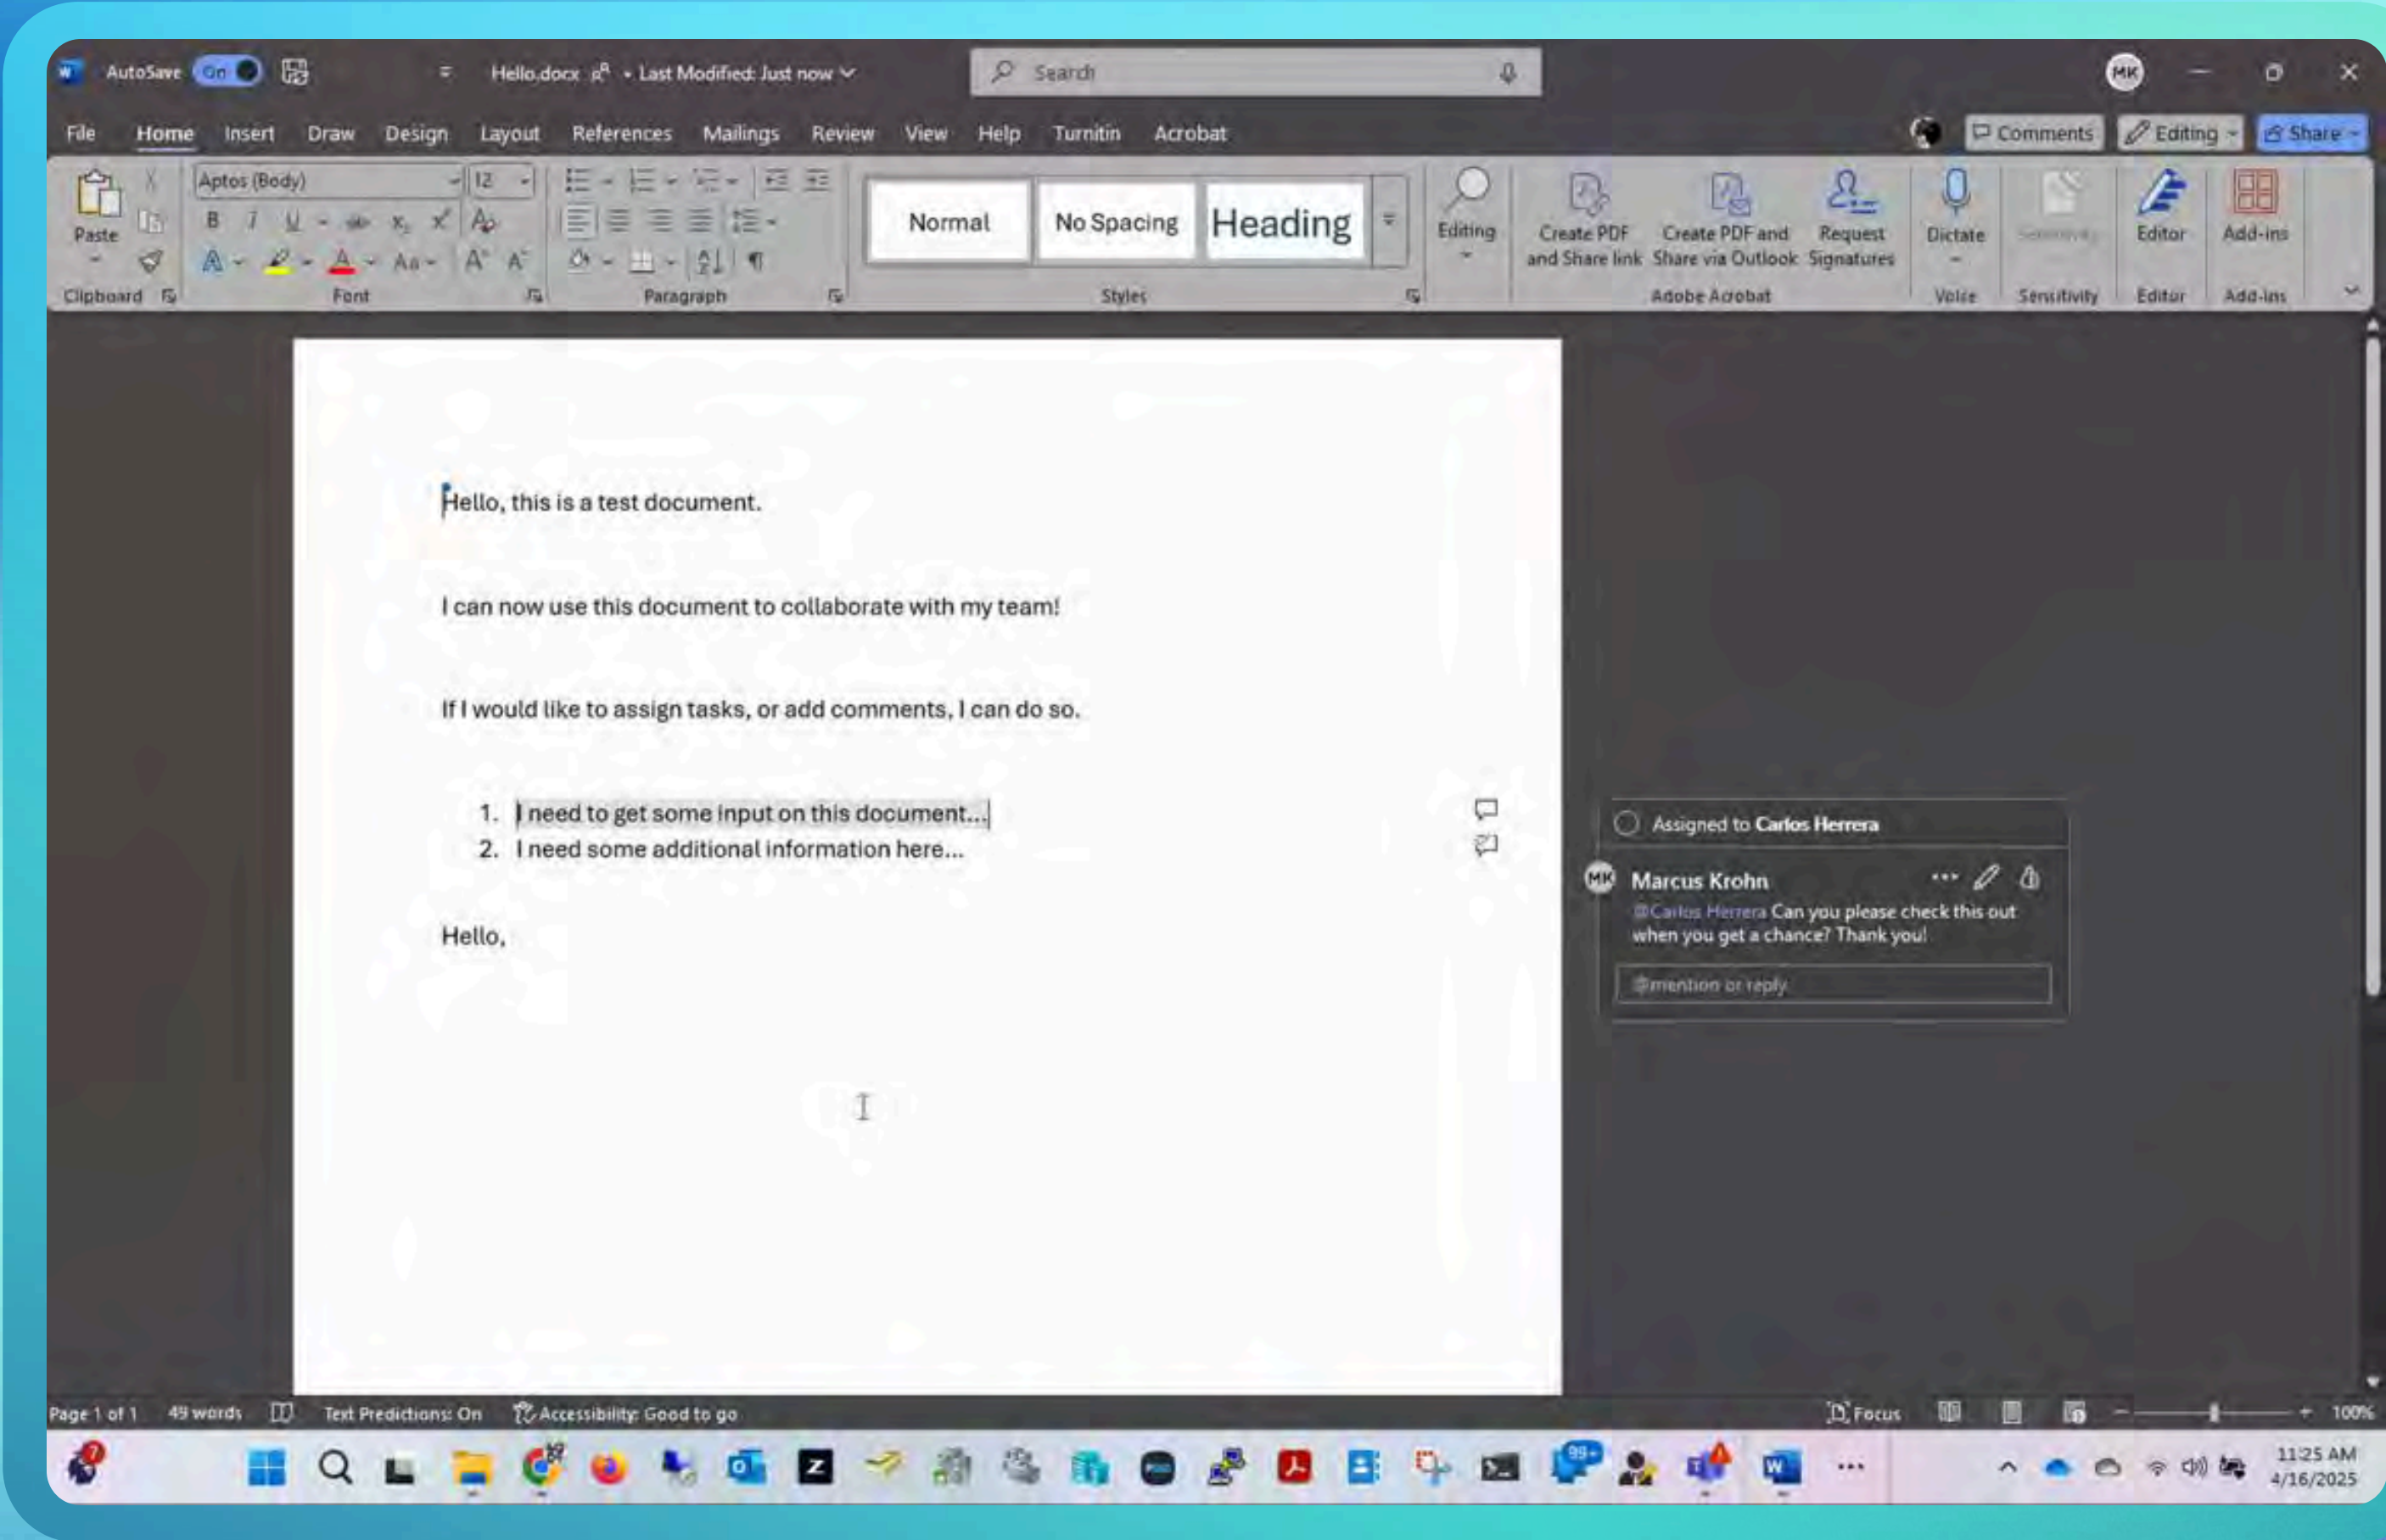 AutoSave On Hello.docx • Last Modified: Just now Search MK
File Home Insert Draw Design Layout References Mailings Review View Help Turnitin Acrobat Comments Editing Share
Paste
Aptos (Body) 12
B I U ab x₂ x² A
A A Aa A A
Normal No Spacing Heading
Editing
Create PDF
and Share link
Create PDF and
Share via Outlook
Request
Signatures
Dictate
Sensitivity
Editor
Add-ins
Clipboard Font Paragraph Styles Adobe Acrobat Voice Sensitivity Editor Add-ins
Hello, this is a test document.
I can now use this document to collaborate with my team!
If I would like to assign tasks, or add comments, I can do so.
1. I need to get some input on this document...
2. I need some additional information here...
Hello,
Assigned to Carlos Herrera
MK Marcus Krohn
@Carlos Herrera Can you please check this out
when you get a chance? Thank you!
@mention or reply
Page 1 of 1 49 words Text Predictions: On Accessibility: Good to go Focus 100%
7 99+ 11:25 AM
4/16/2025